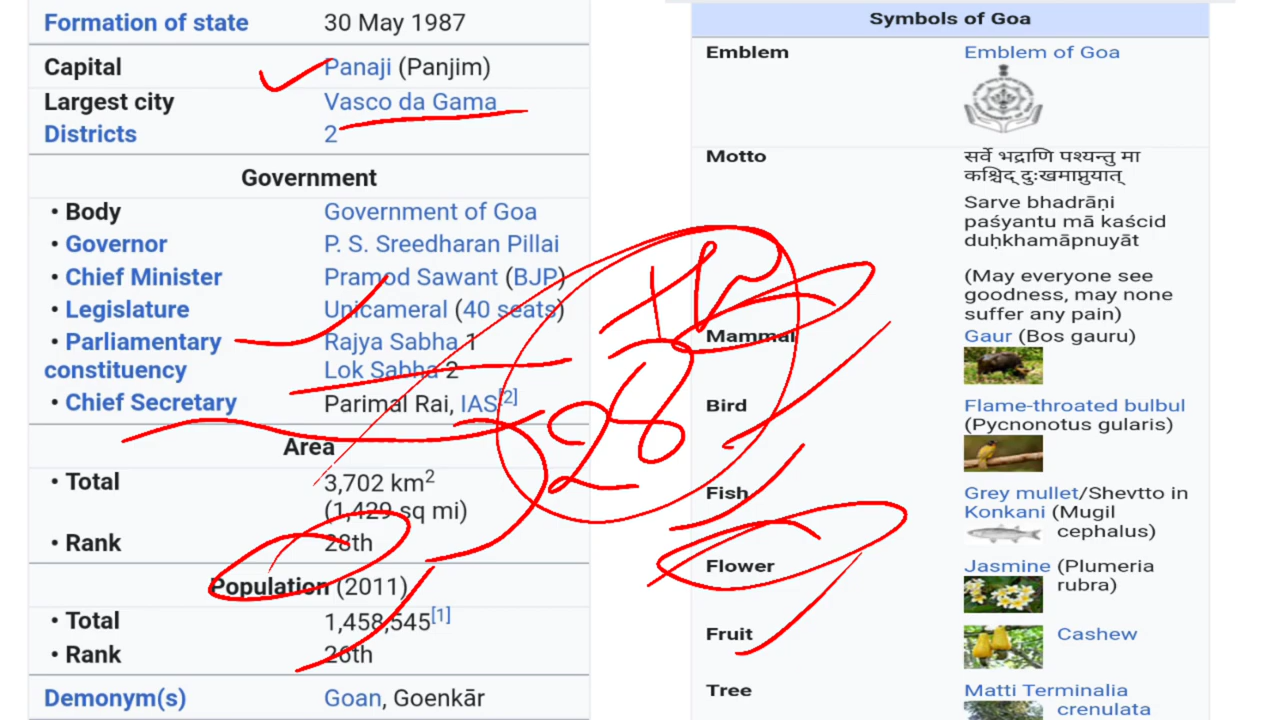 Formation of state 30 May 1987
Capital Panaji (Panjim)
Largest city Vasco da Gama
Districts 2
Government
• Body Government of Goa
• Governor P. S. Sreedharan Pillai
• Chief Minister Pramod Sawant (BJP)
• Legislature Unicameral (40 seats)
• Parliamentary Rajya Sabha 1
constituency Lok Sabha 2
• Chief Secretary Parimal Rai, IAS[2]
Area
• Total 3,702 km2
(1,429 sq mi)
• Rank 28th
Population (2011)
• Total 1,458,545[1]
• Rank 26th
Demonym(s) Goan, Goenkār
Symbols of Goa
Emblem Emblem of Goa
Motto सर्वे भद्राणि पश्यन्तु मा
कश्चिद् दुःखमाप्नुयात्
Sarve bhadrāṇi
paśyantu mā kaścid
duḥkhamāpnuyāt
(May everyone see
goodness, may none
suffer any pain)
Mammal Gaur (Bos gauru)
Bird Flame-throated bulbul
(Pycnonotus gularis)
Fish Grey mullet/Shevtto in
Konkani (Mugil
cephalus)
Flower Jasmine (Plumeria
rubra)
Fruit Cashew
Tree Matti Terminalia
crenulata
28